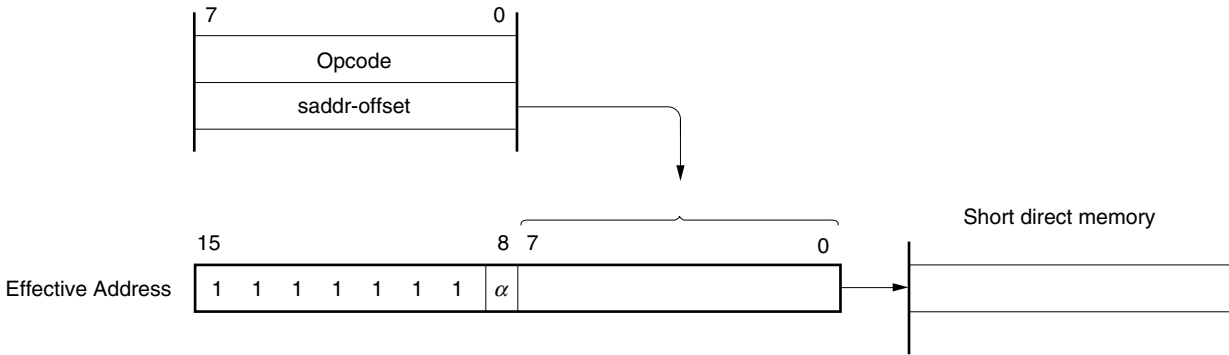 7 0
Opcode
saddr-offset
Short direct memory
15 8 7 0
Effective Address 1 1 1 1 1 1 1 α